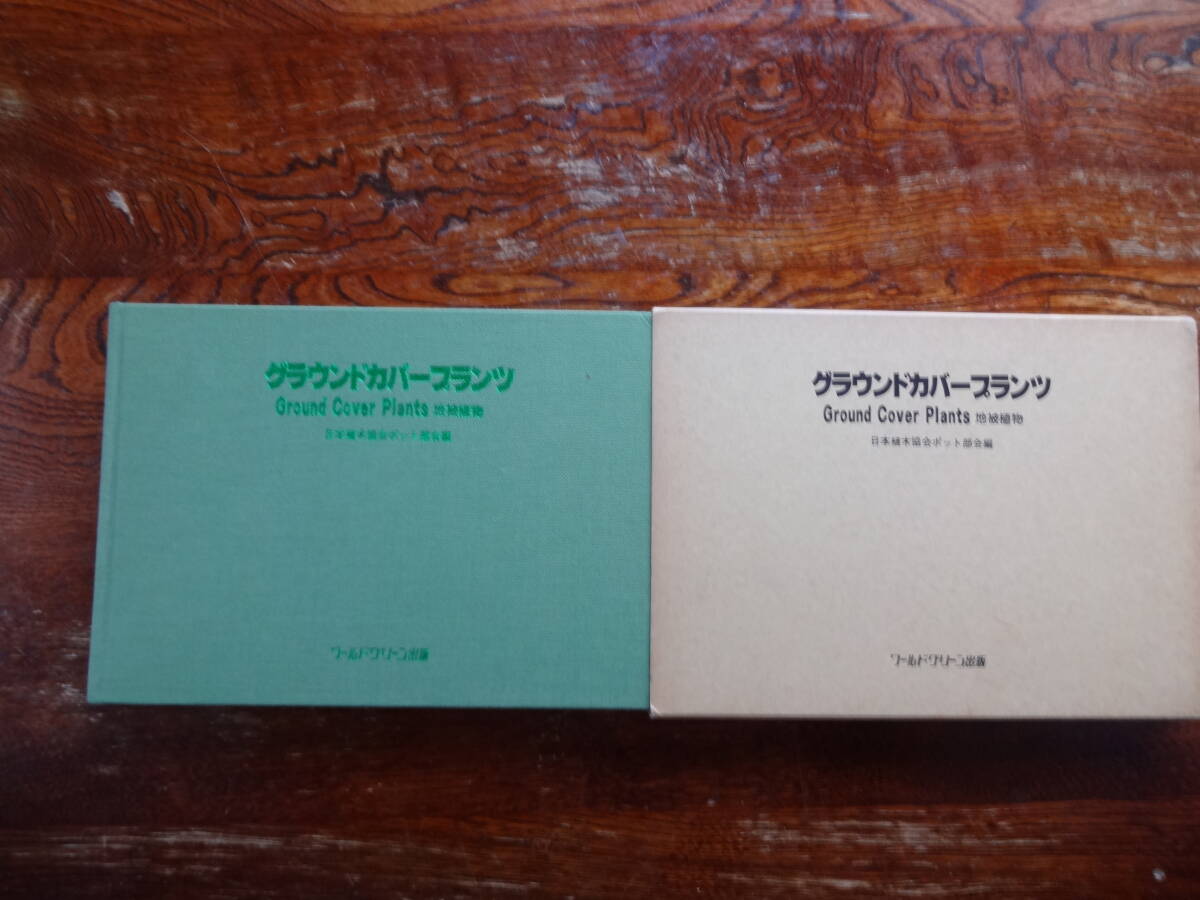 グラウンドカバープランツ
Ground Cover Plants 地被植物
日本植木協会ポット部会編
ワールドグリーン出版
グラウンドカバープランツ
Ground Cover Plants 地被植物
日本植木協会ポット部会編
ワールドグリーン出版